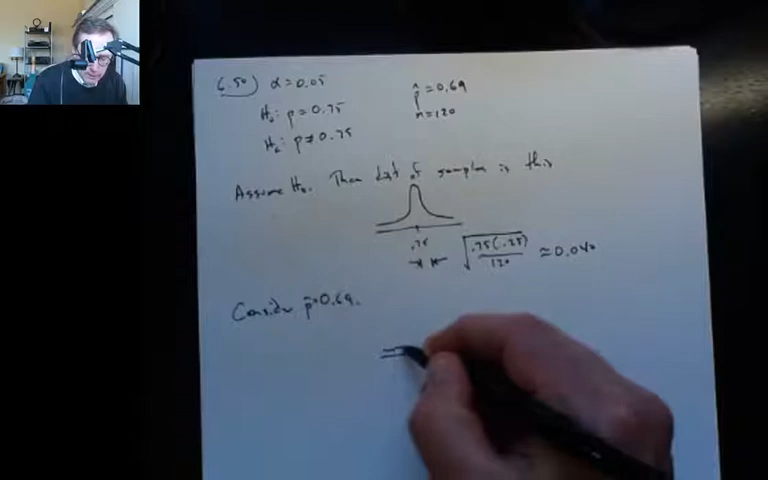 6.50) α=0.05
H₀: p=0.75
Hₐ: p≠0.75
p̂=0.69
n=120
Assume H₀. Then dist of samples is this
.75
√(.75(.25)/120) ≈0.040
Consider p̂=0.69.
=